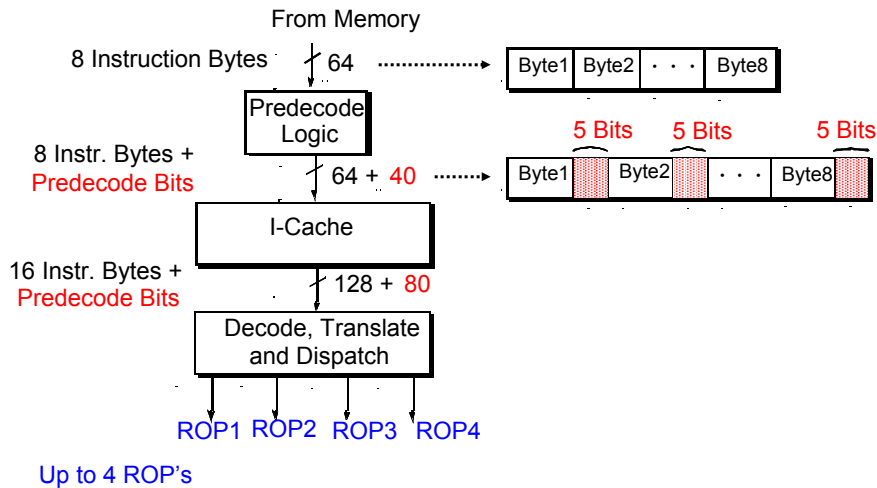 From Memory
8 Instruction Bytes
64
Byte1 Byte2 · · · Byte8
Predecode
Logic
5 Bits 5 Bits 5 Bits
8 Instr. Bytes +
Predecode Bits
64 + 40
Byte1 Byte2 · · · Byte8
I-Cache
16 Instr. Bytes +
Predecode Bits
128 + 80
Decode, Translate
and Dispatch
ROP1 ROP2 ROP3 ROP4
Up to 4 ROP's